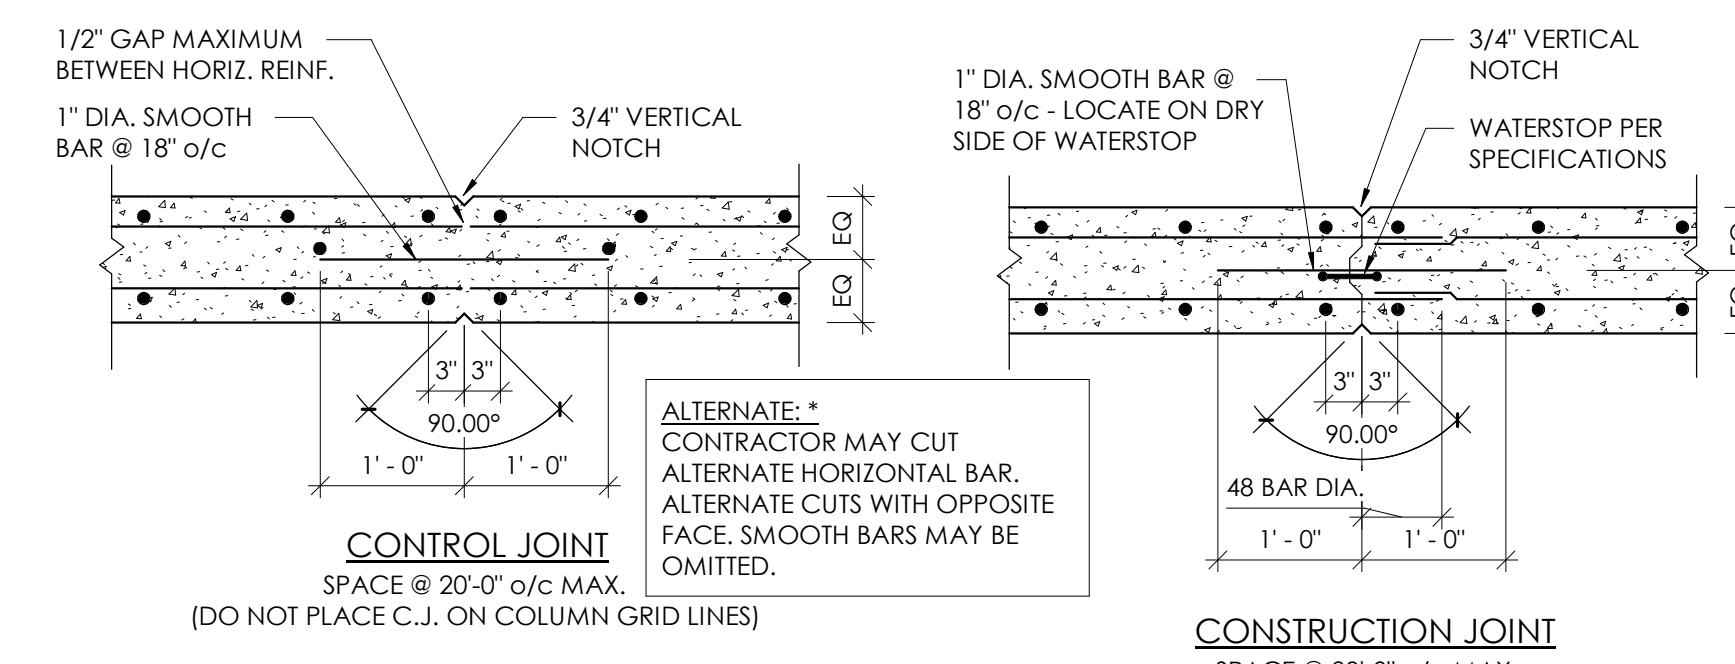 1/2" GAP MAXIMUM
BETWEEN HORIZ. REINF.
1" DIA. SMOOTH
BAR @ 18" o/c
3/4" VERTICAL
NOTCH
EQ
EQ
3" 3"
90.00°
1' - 0" 1' - 0"
CONTROL JOINT
SPACE @ 20'-0" o/c MAX.
(DO NOT PLACE C.J. ON COLUMN GRID LINES)
ALTERNATE: *
CONTRACTOR MAY CUT
ALTERNATE HORIZONTAL BAR.
ALTERNATE CUTS WITH OPPOSITE
FACE. SMOOTH BARS MAY BE
OMITTED.
1" DIA. SMOOTH BAR @
18" o/c - LOCATE ON DRY
SIDE OF WATERSTOP
3/4" VERTICAL
NOTCH
WATERSTOP PER
SPECIFICATIONS
3" 3"
90.00°
48 BAR DIA.
1' - 0" 1' - 0"
CONSTRUCTION JOINT